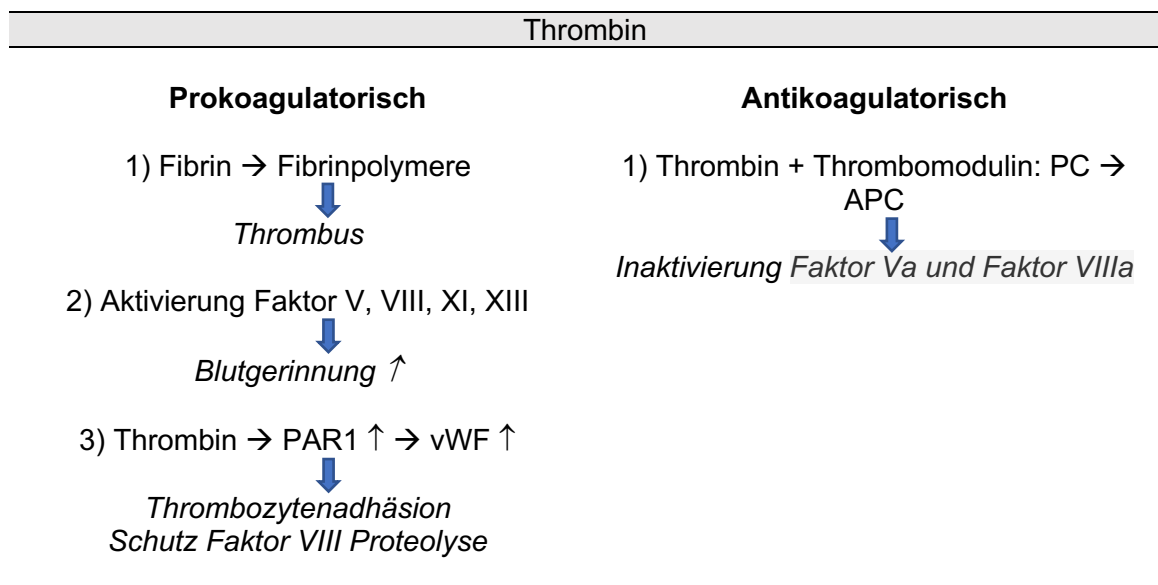 Thrombin
Prokoagulatorisch
1) Fibrin → Fibrinpolymere
Thrombus
2) Aktivierung Faktor V, VIII, XI, XIII
Blutgerinnung ↑
3) Thrombin → PAR1 ↑ → vWF ↑
Thrombozytenadhäsion
Schutz Faktor VIII Proteolyse
Antikoagulatorisch
1) Thrombin + Thrombomodulin: PC →
APC
Inaktivierung Faktor Va und Faktor VIIIa